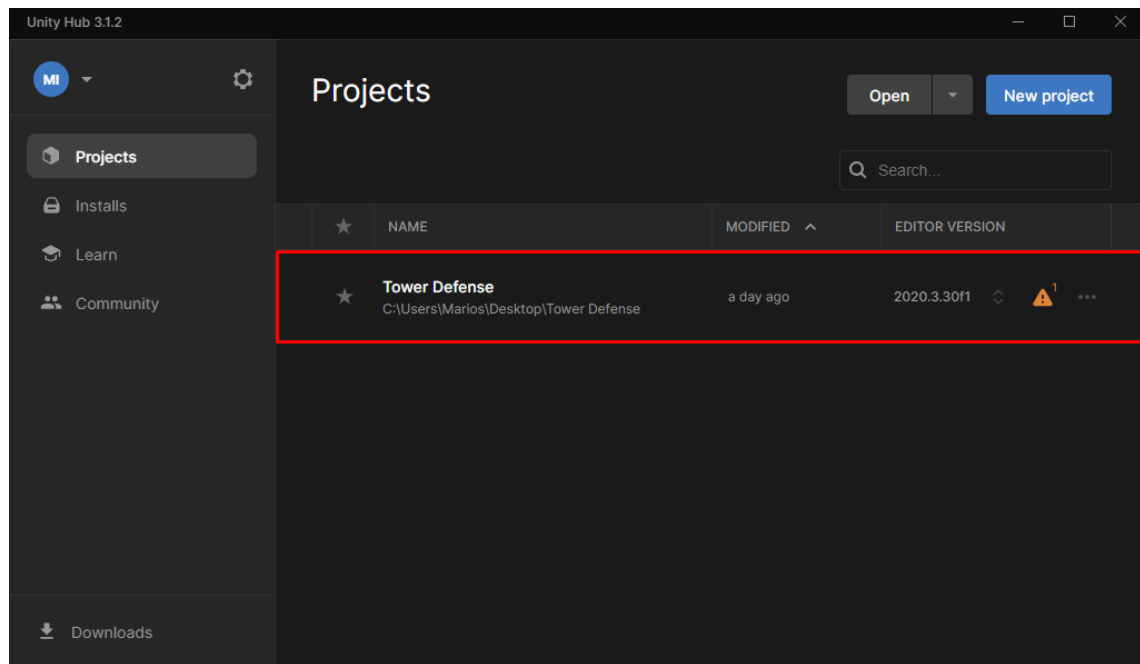 Unity Hub 3.1.2
MI
Projects
Open
New project
Projects
Search...
Installs
NAME
MODIFIED
EDITOR VERSION
Learn
Tower Defense
a day ago
2020.3.30f1
1
Community
C:\Users\Marios\Desktop\Tower Defense
Downloads